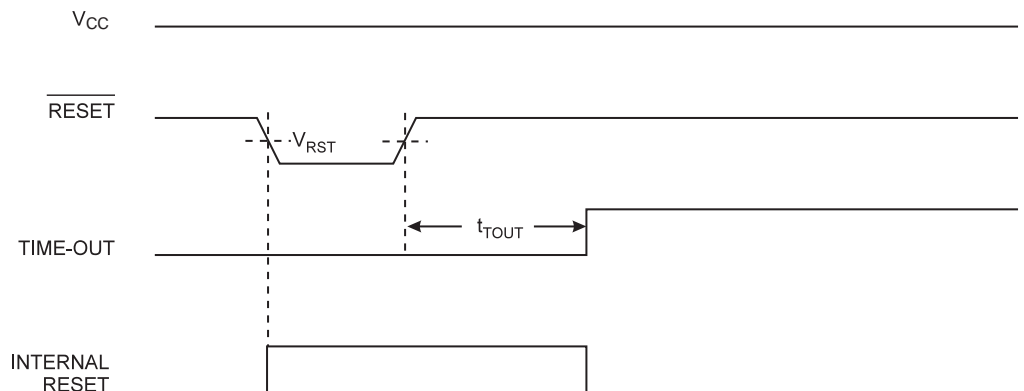 VCC
RESET
VRST
tTOUT
TIME-OUT
INTERNAL
RESET